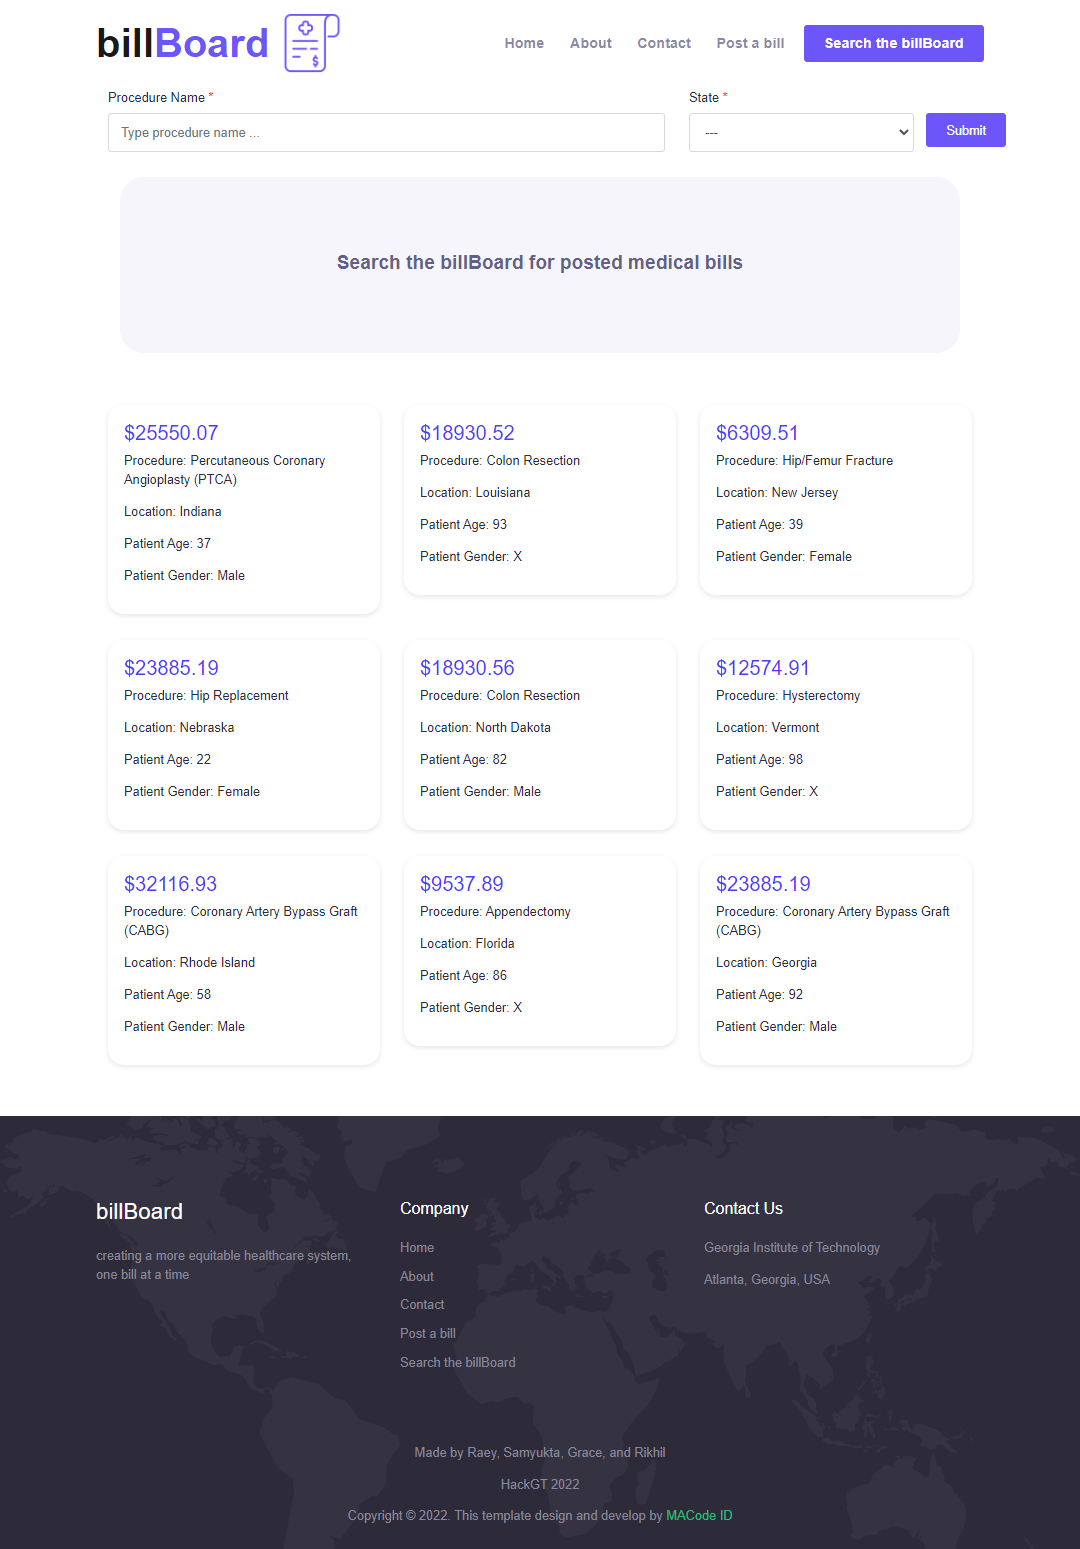 billBoard
Home About Contact Post a bill Search the billBoard
Procedure Name *
State *
Type procedure name ...
---
Submit
Search the billBoard for posted medical bills
$25550.07
Procedure: Percutaneous Coronary
Angioplasty (PTCA)
Location: Indiana
Patient Age: 37
Patient Gender: Male
$18930.52
Procedure: Colon Resection
Location: Louisiana
Patient Age: 93
Patient Gender: X
$6309.51
Procedure: Hip/Femur Fracture
Location: New Jersey
Patient Age: 39
Patient Gender: Female
$23885.19
Procedure: Hip Replacement
Location: Nebraska
Patient Age: 22
Patient Gender: Female
$18930.56
Procedure: Colon Resection
Location: North Dakota
Patient Age: 82
Patient Gender: Male
$12574.91
Procedure: Hysterectomy
Location: Vermont
Patient Age: 98
Patient Gender: X
$32116.93
Procedure: Coronary Artery Bypass Graft
(CABG)
Location: Rhode Island
Patient Age: 58
Patient Gender: Male
$9537.89
Procedure: Appendectomy
Location: Florida
Patient Age: 86
Patient Gender: X
$23885.19
Procedure: Coronary Artery Bypass Graft
(CABG)
Location: Georgia
Patient Age: 92
Patient Gender: Male
billBoard
creating a more equitable healthcare system,
one bill at a time
Company
Home
About
Contact
Post a bill
Search the billBoard
Contact Us
Georgia Institute of Technology
Atlanta, Georgia, USA
Made by Raey, Samyukta, Grace, and Rikhil
HackGT 2022
Copyright © 2022. This template design and develop by MACode ID